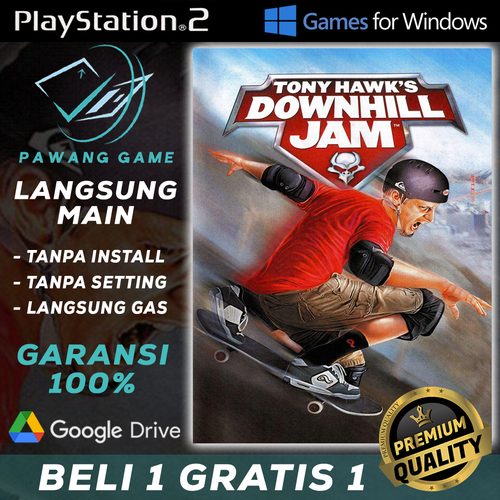 PlayStation.2
Games for Windows
PAWANG GAME
LANGSUNG
MAIN
- TANPA INSTALL
- TANPA SETTING
- LANGSUNG GAS
GARANSI
100%
Google Drive
BELI 1 GRATIS 1
TONY HAWK'S
DOWNHILL
JAM™
PREMIUM
QUALITY